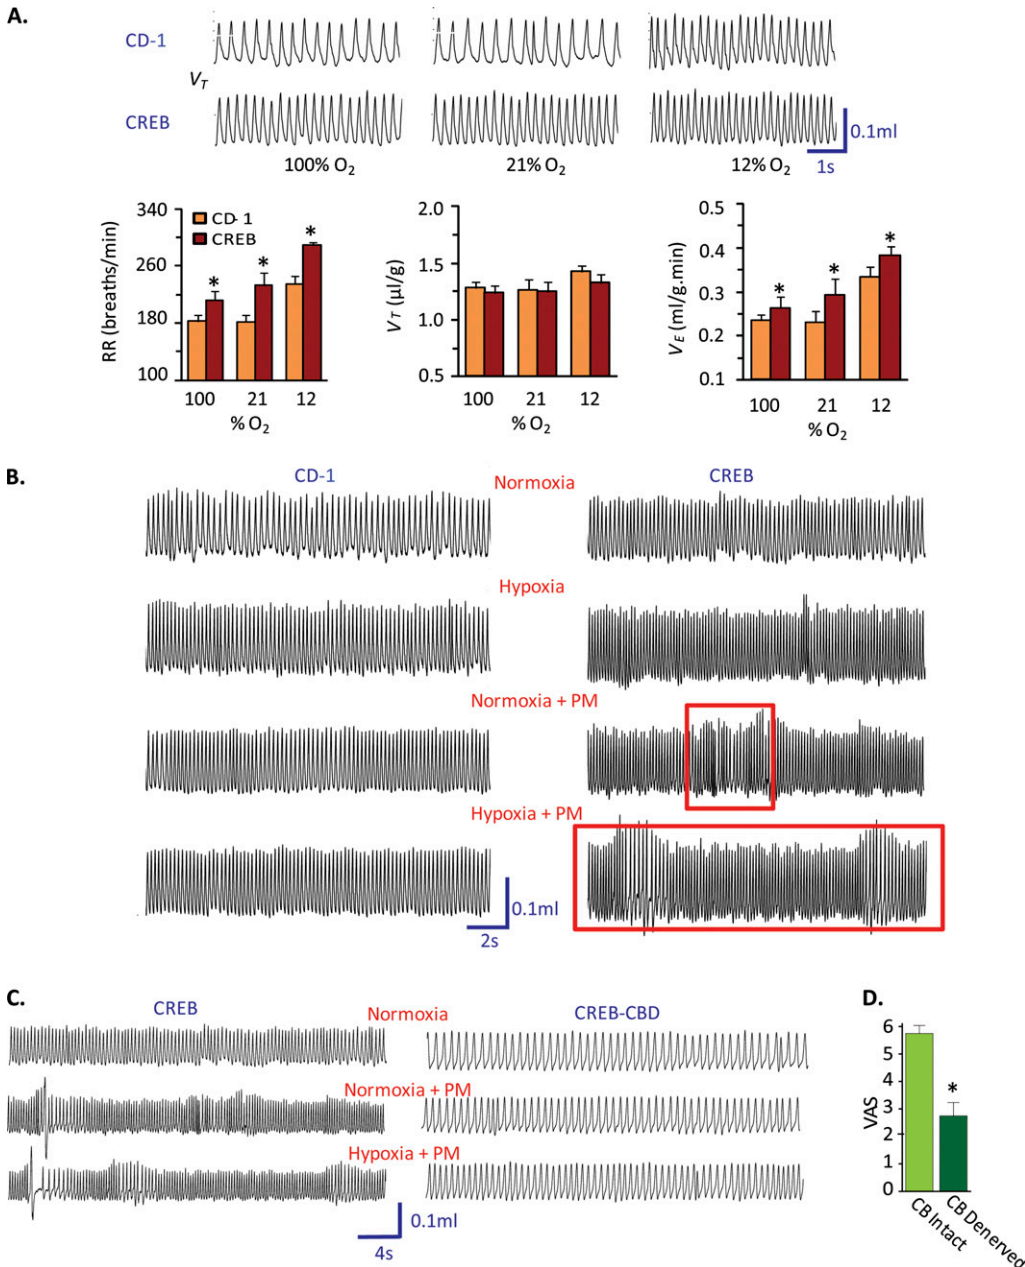 A.
CD-1
V_T
CREB
0.1ml
100% O₂ 21% O₂ 12% O₂ 1s
340
260
180
100
RR (breaths/min)
CD-1
CREB
* * *
100 21 12
% O₂
2.0
1.5
1.0
0.5
V_T (μl/g)
100 21 12
% O₂
0.5
0.4
0.3
0.2
0.1
V_E (ml/g.min)
* * *
100 21 12
% O₂
B.
CD-1 CREB
Normoxia
Hypoxia
Normoxia + PM
Hypoxia + PM
0.1ml
2s
C.
CREB CREB-CBD
Normoxia
Normoxia + PM
Hypoxia + PM
0.1ml
4s
D.
6
5
4
3
2
1
0
VAS
*
CB Intact
CB Denerved